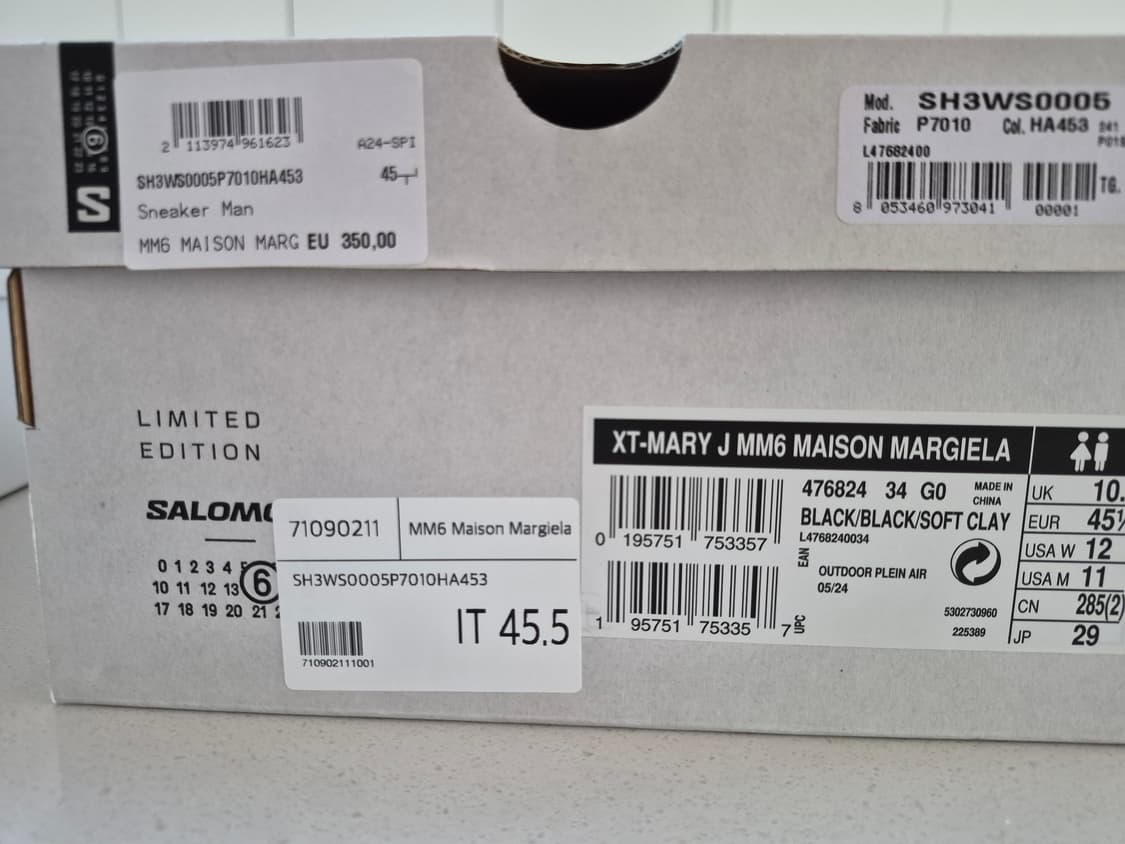 2 113974 961623
A24-SPI
SH3WS0005P7010HA453
45
Sneaker Man
MM6 MAISON MARG EU 350,00
Mod. SH3WS0005
Fabric P7010 Col. HA453
L47682400
TG.
8 053460 973041
00001
LIMITED
EDITION
SALOMO
0 1 2 3 4 5 6
10 11 12 13
17 18 19 20 21
71090211
MM6 Maison Margiela
SH3WS0005P7010HA453
IT 45.5
710902111001
XT-MARY J MM6 MAISON MARGIELA
476824 34 G0
MADE IN
CHINA
BLACK/BLACK/SOFT CLAY
L4768240034
0 195751 753357
EAN
OUTDOOR PLEIN AIR
05/24
5302730960
225389
1 95751 75335 7
UPC
UK 10.
EUR 45½
USA W 12
USA M 11
CN 285(2)
JP 29